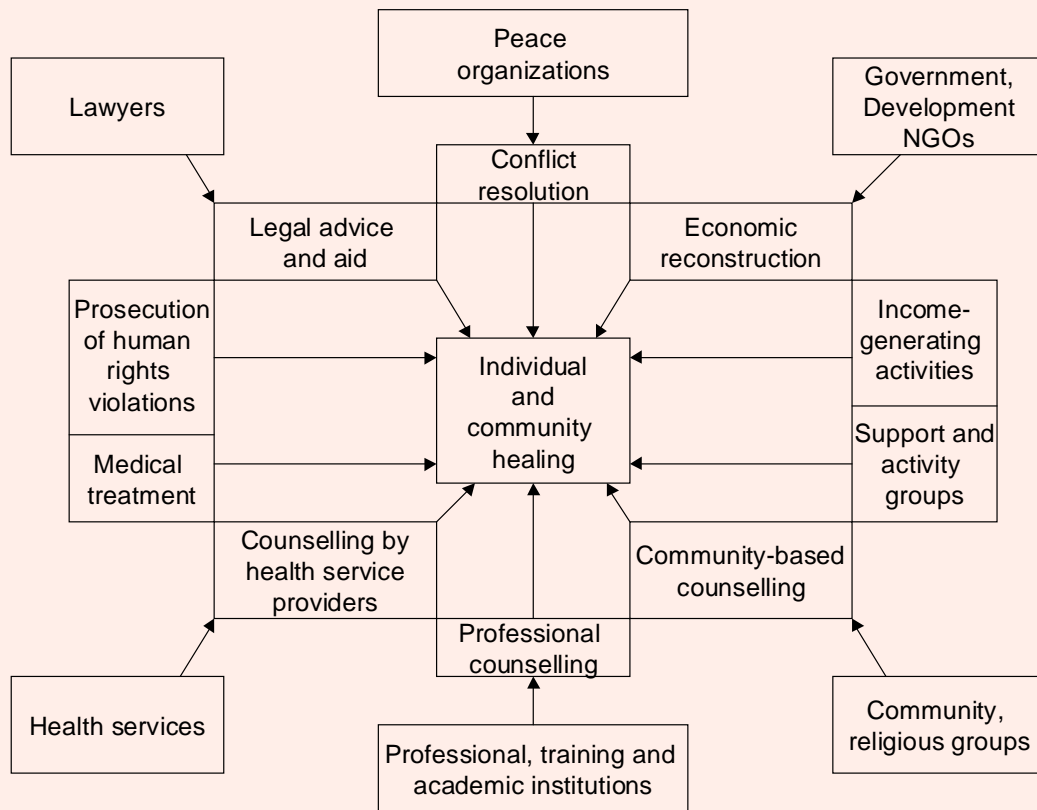 Peace
organizations
Lawyers
Government,
Development
NGOs
Conflict
resolution
Legal advice
and aid
Economic
reconstruction
Prosecution
of human
rights
violations
Individual
and
community
healing
Income-
generating
activities
Medical
treatment
Support and
activity
groups
Counselling by
health service
providers
Community-based
counselling
Professional
counselling
Health services
Professional, training and
academic institutions
Community,
religious groups